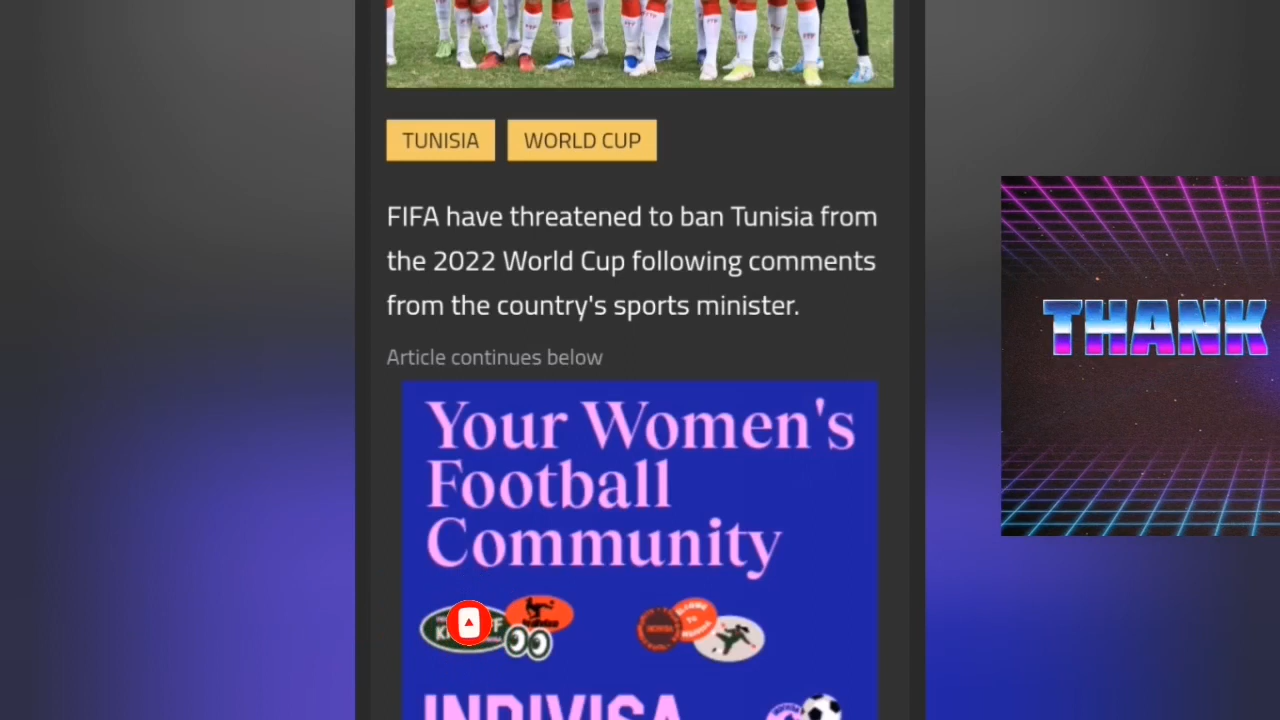 TUNISIA
WORLD CUP
FIFA have threatened to ban Tunisia from
the 2022 World Cup following comments
from the country's sports minister.
Article continues below
Your Women's
Football
Community
INDIVISA
THANK